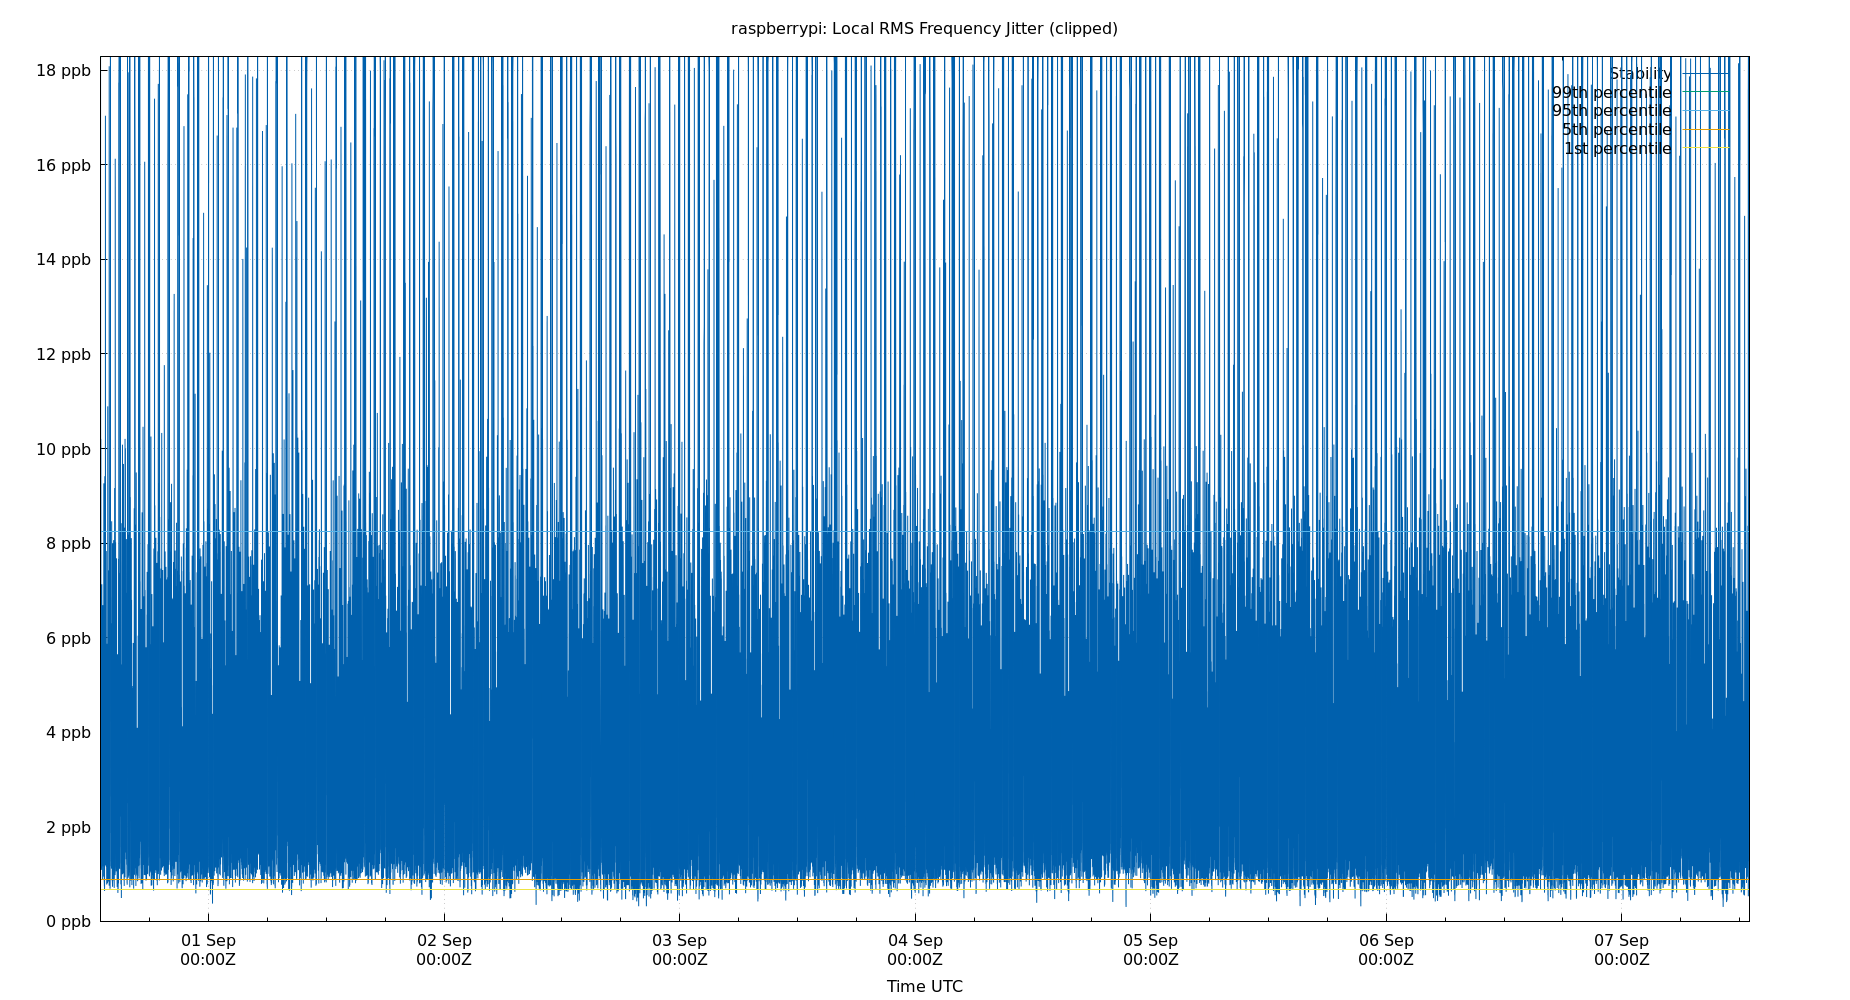 raspberrypi: Local RMS Frequency Jitter (clipped)
18 ppb
16 ppb
14 ppb
12 ppb
10 ppb
8 ppb
6 ppb
4 ppb
2 ppb
0 ppb
Stability
99th percentile
95th percentile
5th percentile
1st percentile
01 Sep 02 Sep 03 Sep 04 Sep 05 Sep 06 Sep 07 Sep
00:00Z 00:00Z 00:00Z 00:00Z 00:00Z 00:00Z 00:00Z
Time UTC